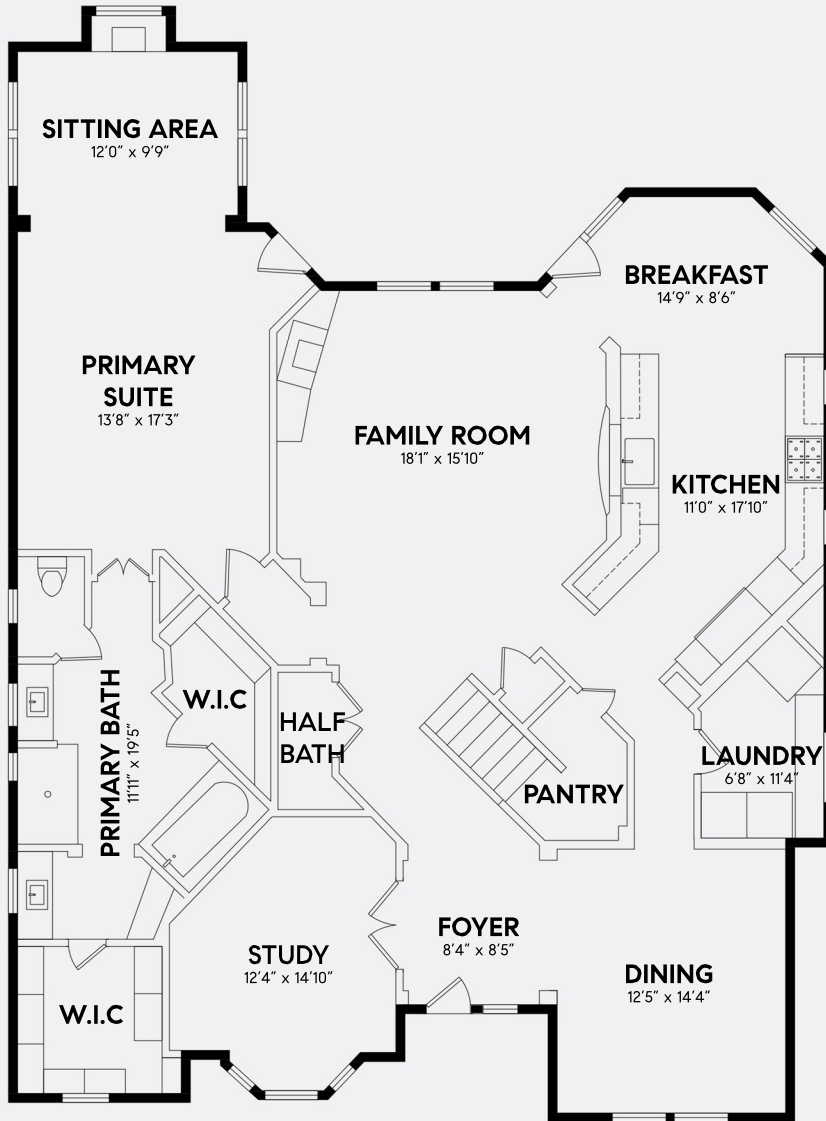 SITTING AREA
12'0" x 9'9"
BREAKFAST
14'9" x 8'6"
PRIMARY
SUITE
13'8" x 17'3"
FAMILY ROOM
18'1" x 15'10"
KITCHEN
11'0" x 17'10"
PRIMARY BATH
11'11" x 19'5"
W.I.C
HALF
BATH
PANTRY
LAUNDRY
6'8" x 11'4"
STUDY
12'4" x 14'10"
FOYER
8'4" x 8'5"
DINING
12'5" x 14'4"
W.I.C